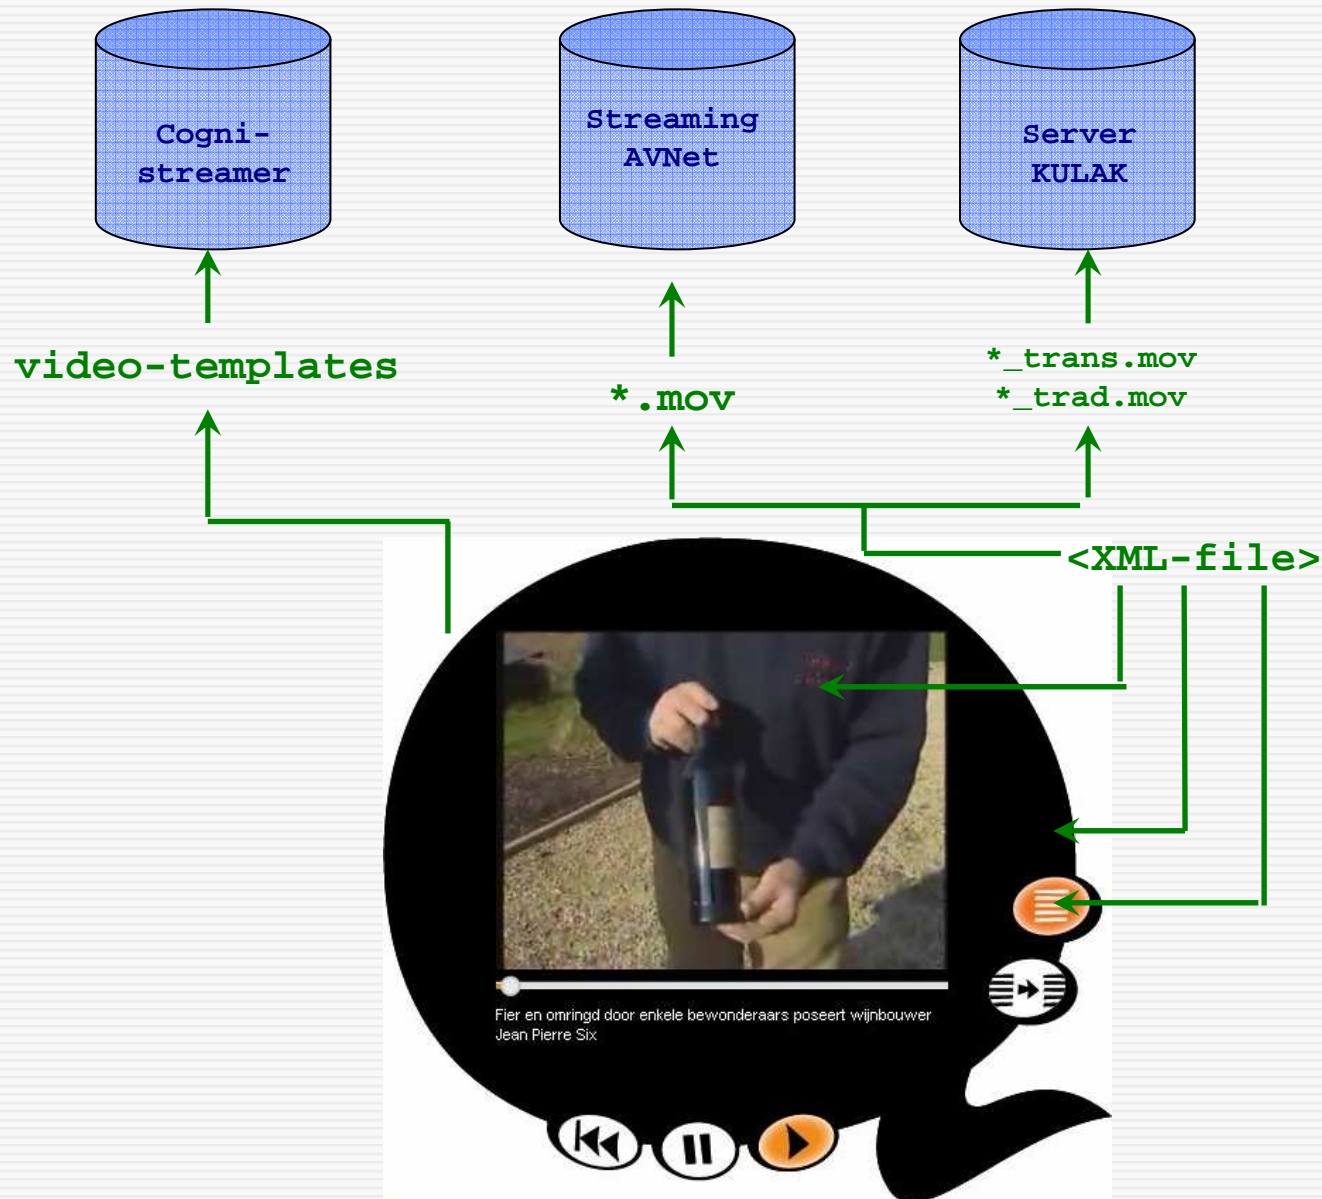 Cogni-
streamer
Streaming
AVNet
Server
KULAK
video-templates
*.mov
*_trans.mov
*_trad.mov
<XML-file>
Fier en omringd door enkele bewonderaars poseert wijnbouwer
Jean Pierre Six